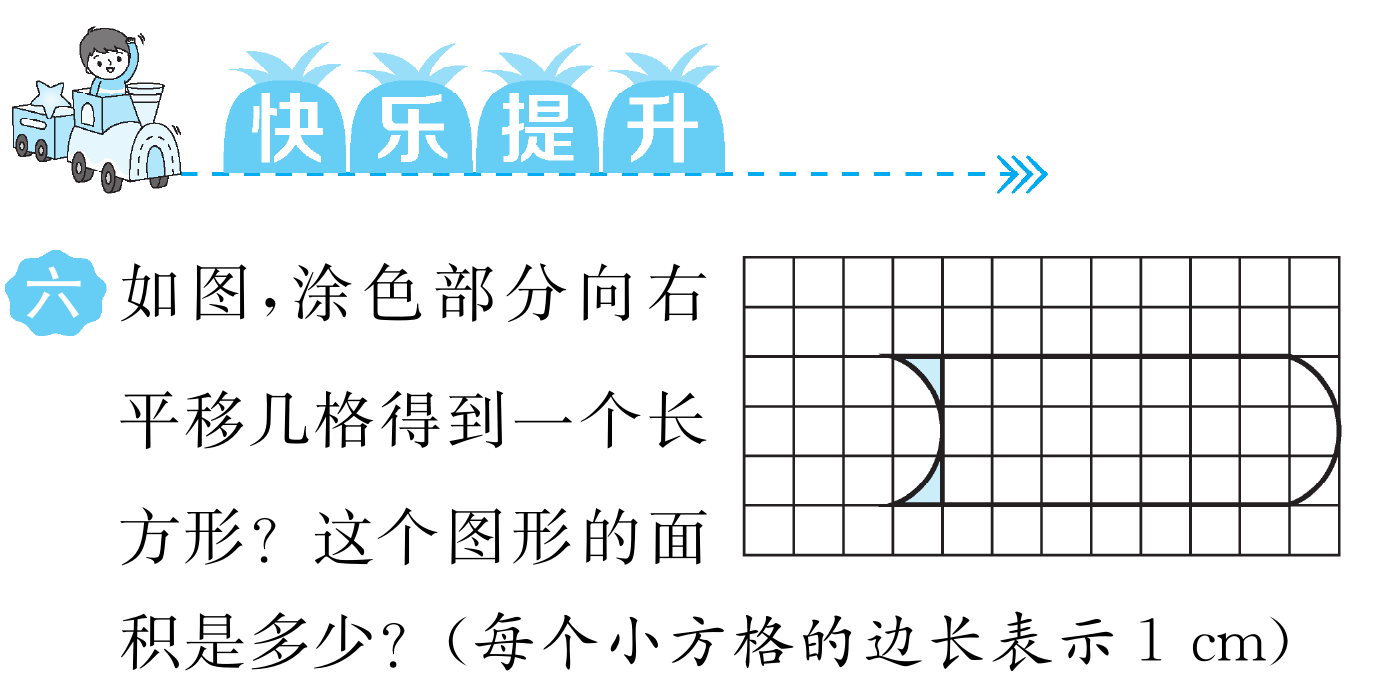 快乐提升
六 如图,涂色部分向右
平移几格得到一个长
方形? 这个图形的面
积是多少?(每个小方格的边长表示1 cm)